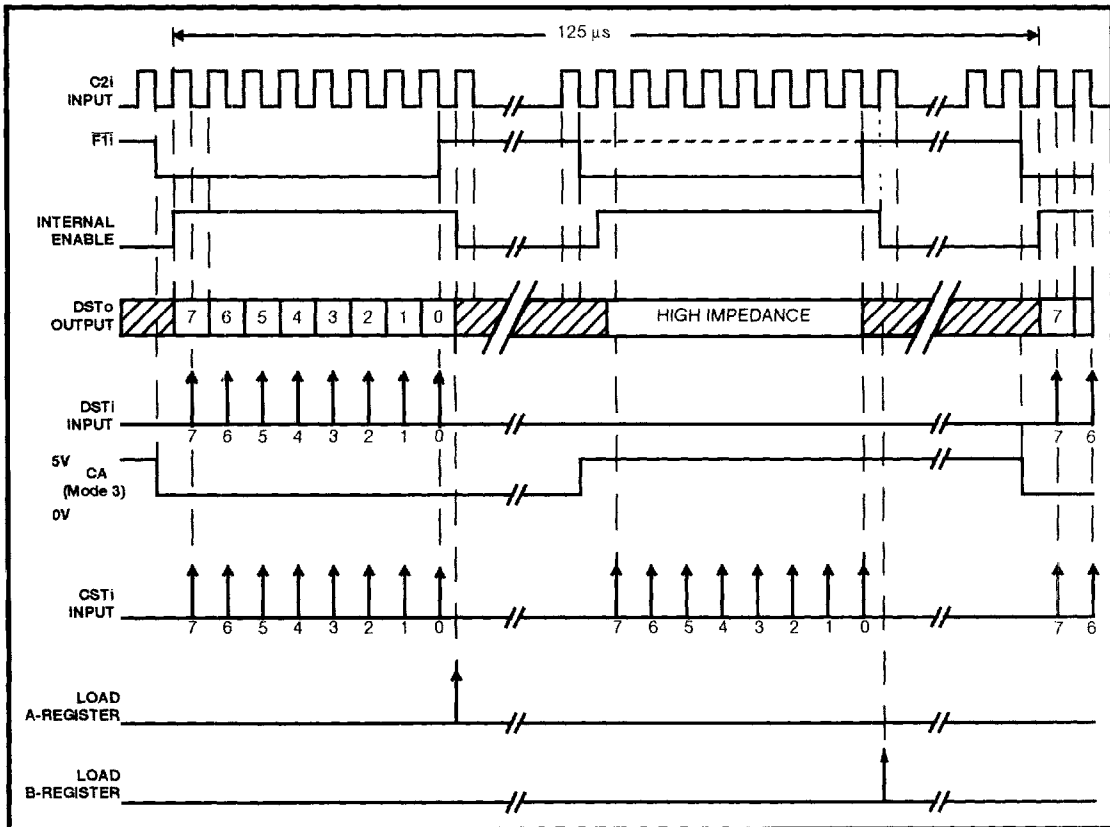 125 µs
C2i
INPUT
F1i
INTERNAL
ENABLE
DSTo
OUTPUT
7 6 5 4 3 2 1 0
HIGH IMPEDANCE
7
DSTi
INPUT
7 6 5 4 3 2 1 0
7 6
5V
CA
(Mode 3)
0V
CSTi
INPUT
7 6 5 4 3 2 1 0
7 6 5 4 3 2 1 0
7 6
LOAD
A-REGISTER
LOAD
B-REGISTER